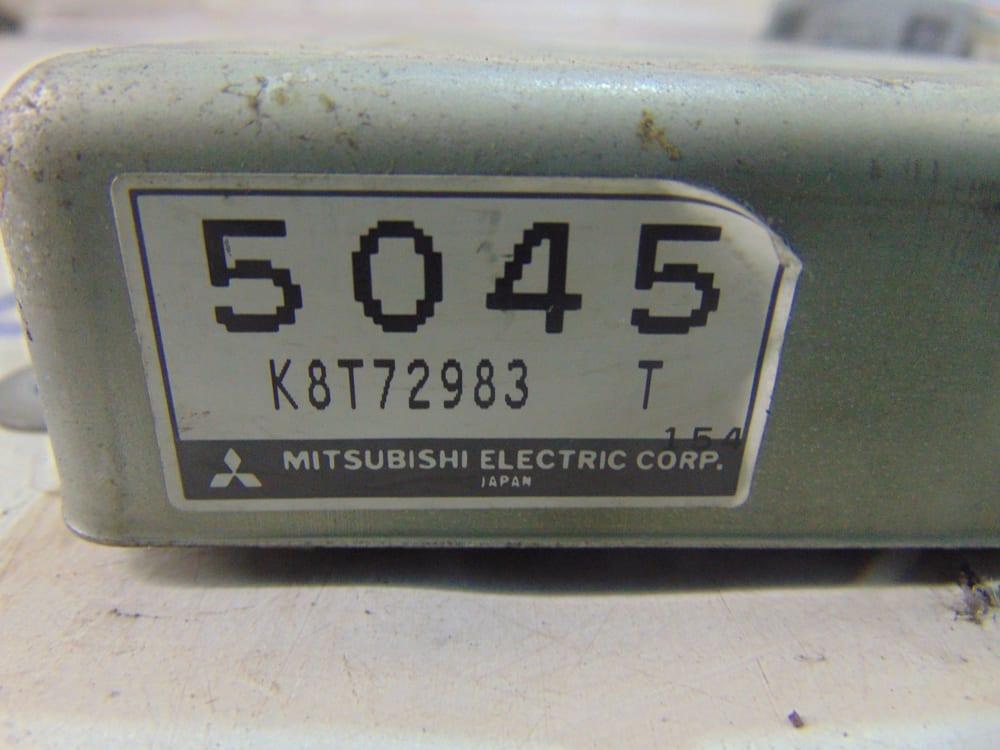 5045
K8T72983 T
154
MITSUBISHI ELECTRIC CORP.
JAPAN